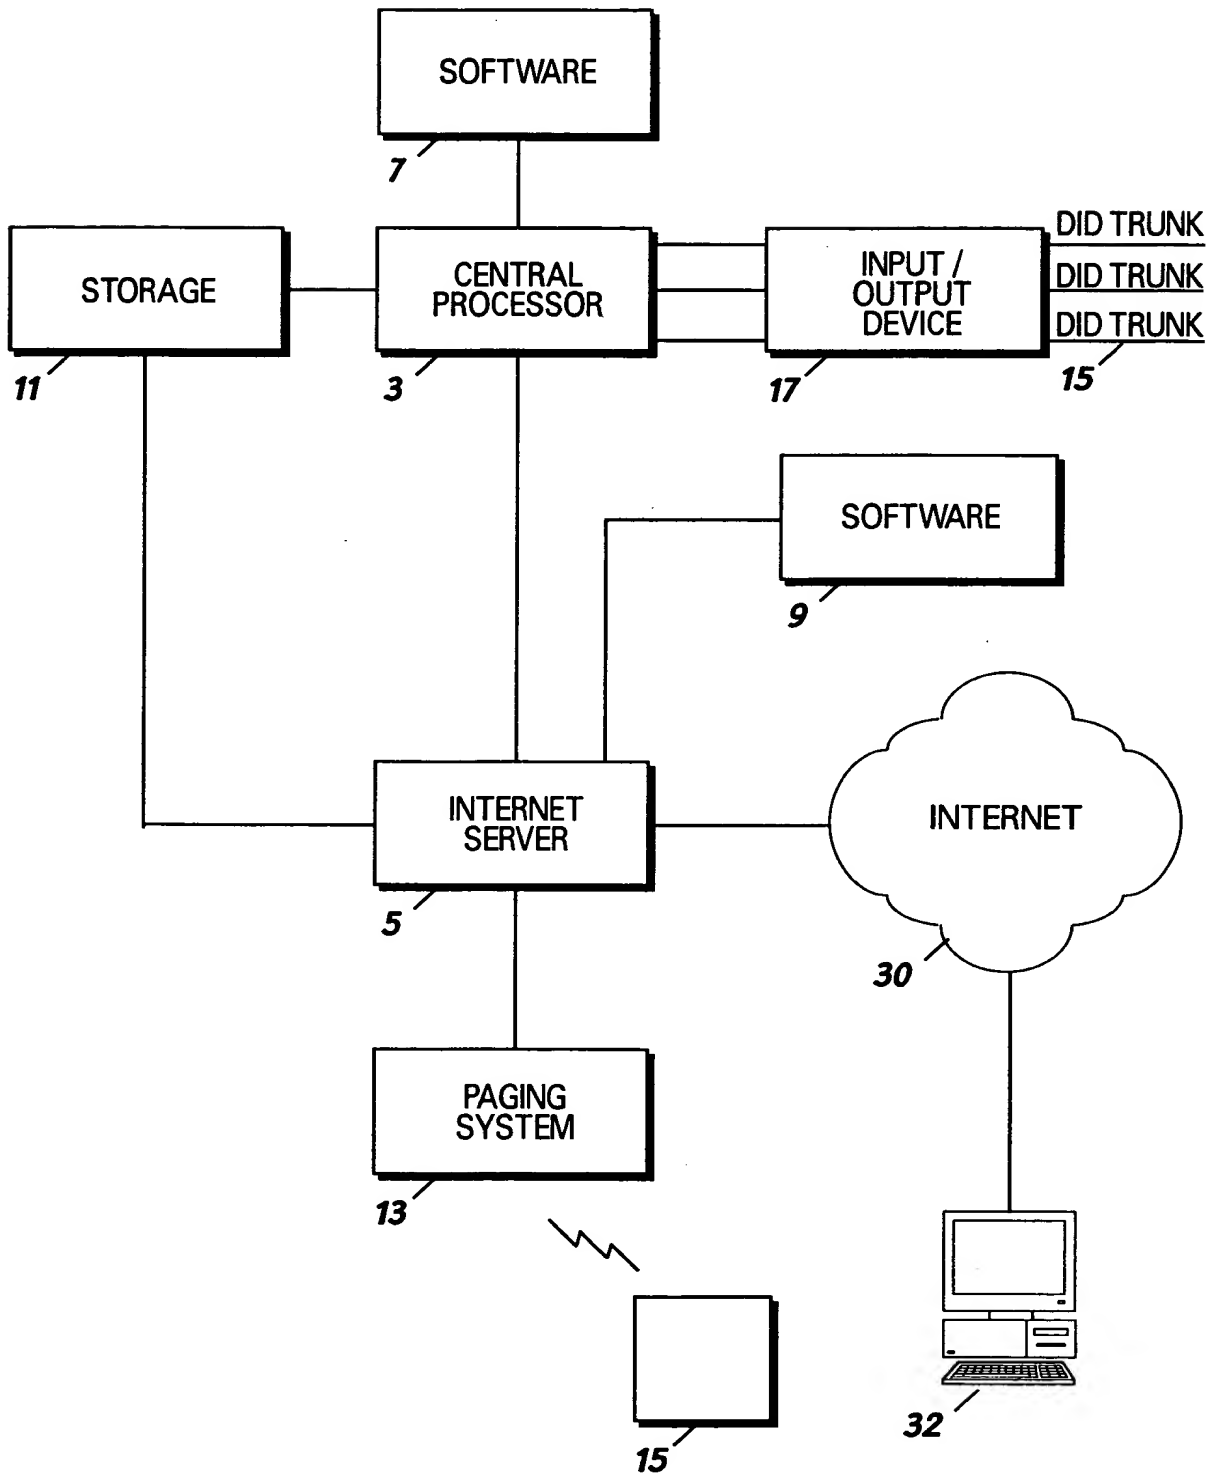 SOFTWARE
7
DID TRUNK
STORAGE
CENTRAL
PROCESSOR
INPUT /
OUTPUT
DEVICE
DID TRUNK
DID TRUNK
11
3
17
15
SOFTWARE
9
INTERNET
SERVER
INTERNET
5
30
PAGING
SYSTEM
13
32
15